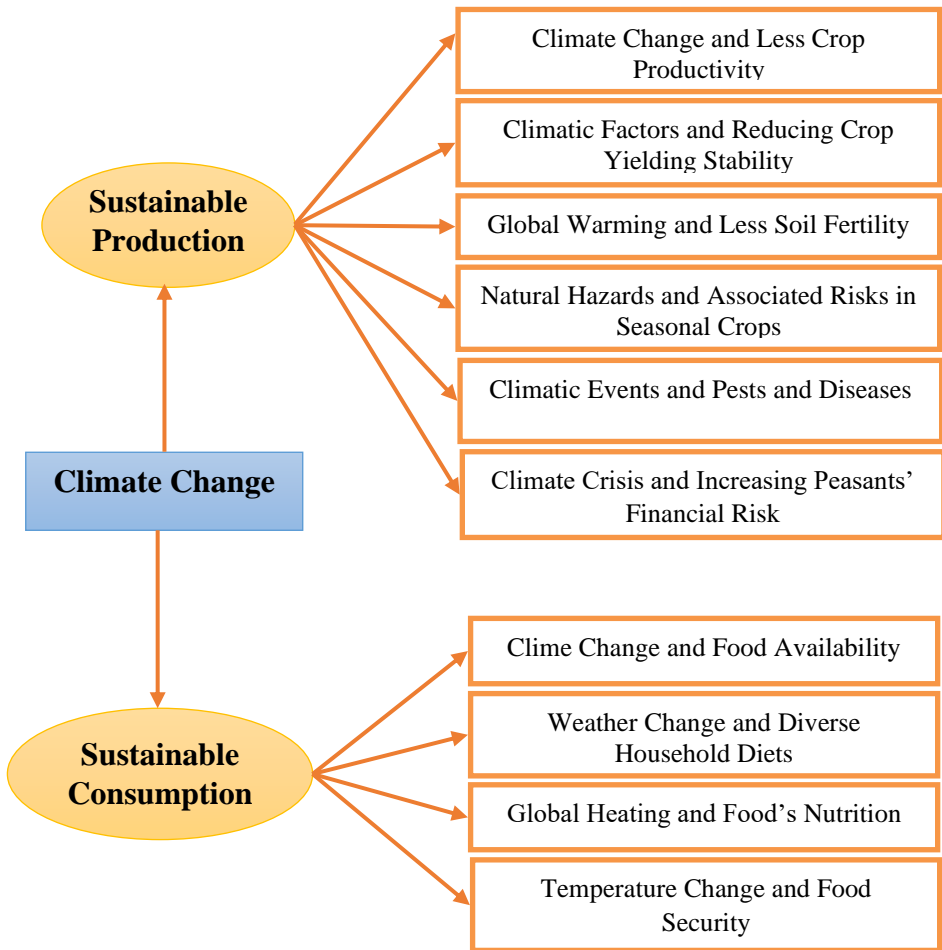 Climate Change and Less Crop
Productivity
Climatic Factors and Reducing Crop
Yielding Stability
Sustainable
Production
Global Warming and Less Soil Fertility
Natural Hazards and Associated Risks in
Seasonal Crops
Climatic Events and Pests and Diseases
Climate Change
Climate Crisis and Increasing Peasants’
Financial Risk
Clime Change and Food Availability
Weather Change and Diverse
Household Diets
Sustainable
Consumption
Global Heating and Food’s Nutrition
Temperature Change and Food
Security